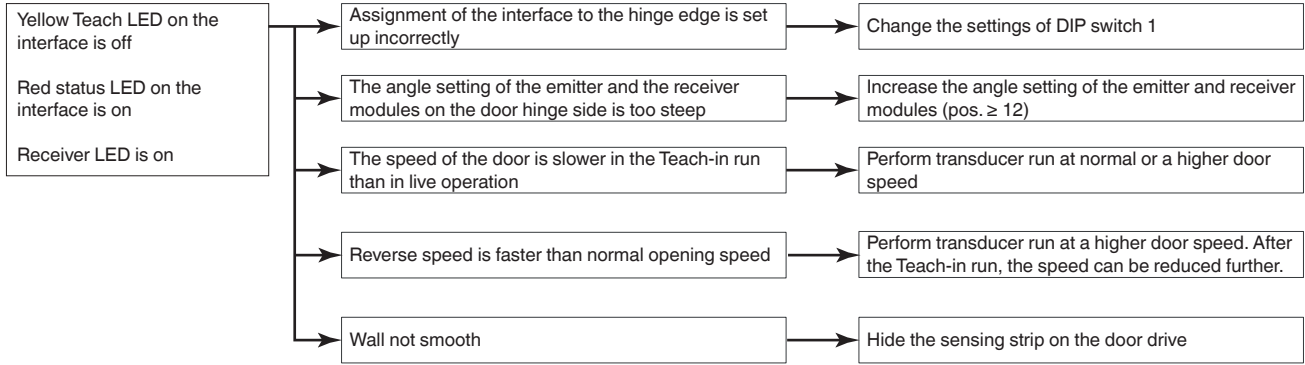 Yellow Teach LED on the
interface is off
Red status LED on the
interface is on
Receiver LED is on
Assignment of the interface to the hinge edge is set
up incorrectly
Change the settings of DIP switch 1
The angle setting of the emitter and the receiver
modules on the door hinge side is too steep
Increase the angle setting of the emitter and receiver
modules (pos. ≥ 12)
The speed of the door is slower in the Teach-in run
than in live operation
Perform transducer run at normal or a higher door
speed
Reverse speed is faster than normal opening speed
Perform transducer run at a higher door speed. After
the Teach-in run, the speed can be reduced further.
Wall not smooth
Hide the sensing strip on the door drive